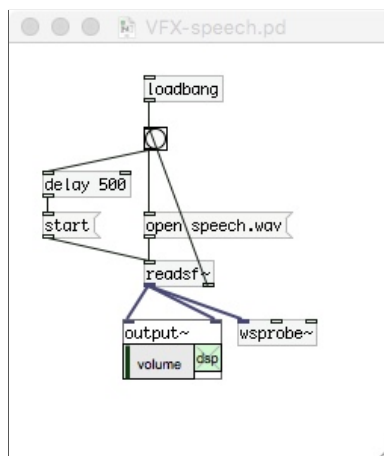 VFX-speech.pd
loadbang
delay 500
start
open speech.wav
readsf~
output~
wsprobe~
volume
dsp